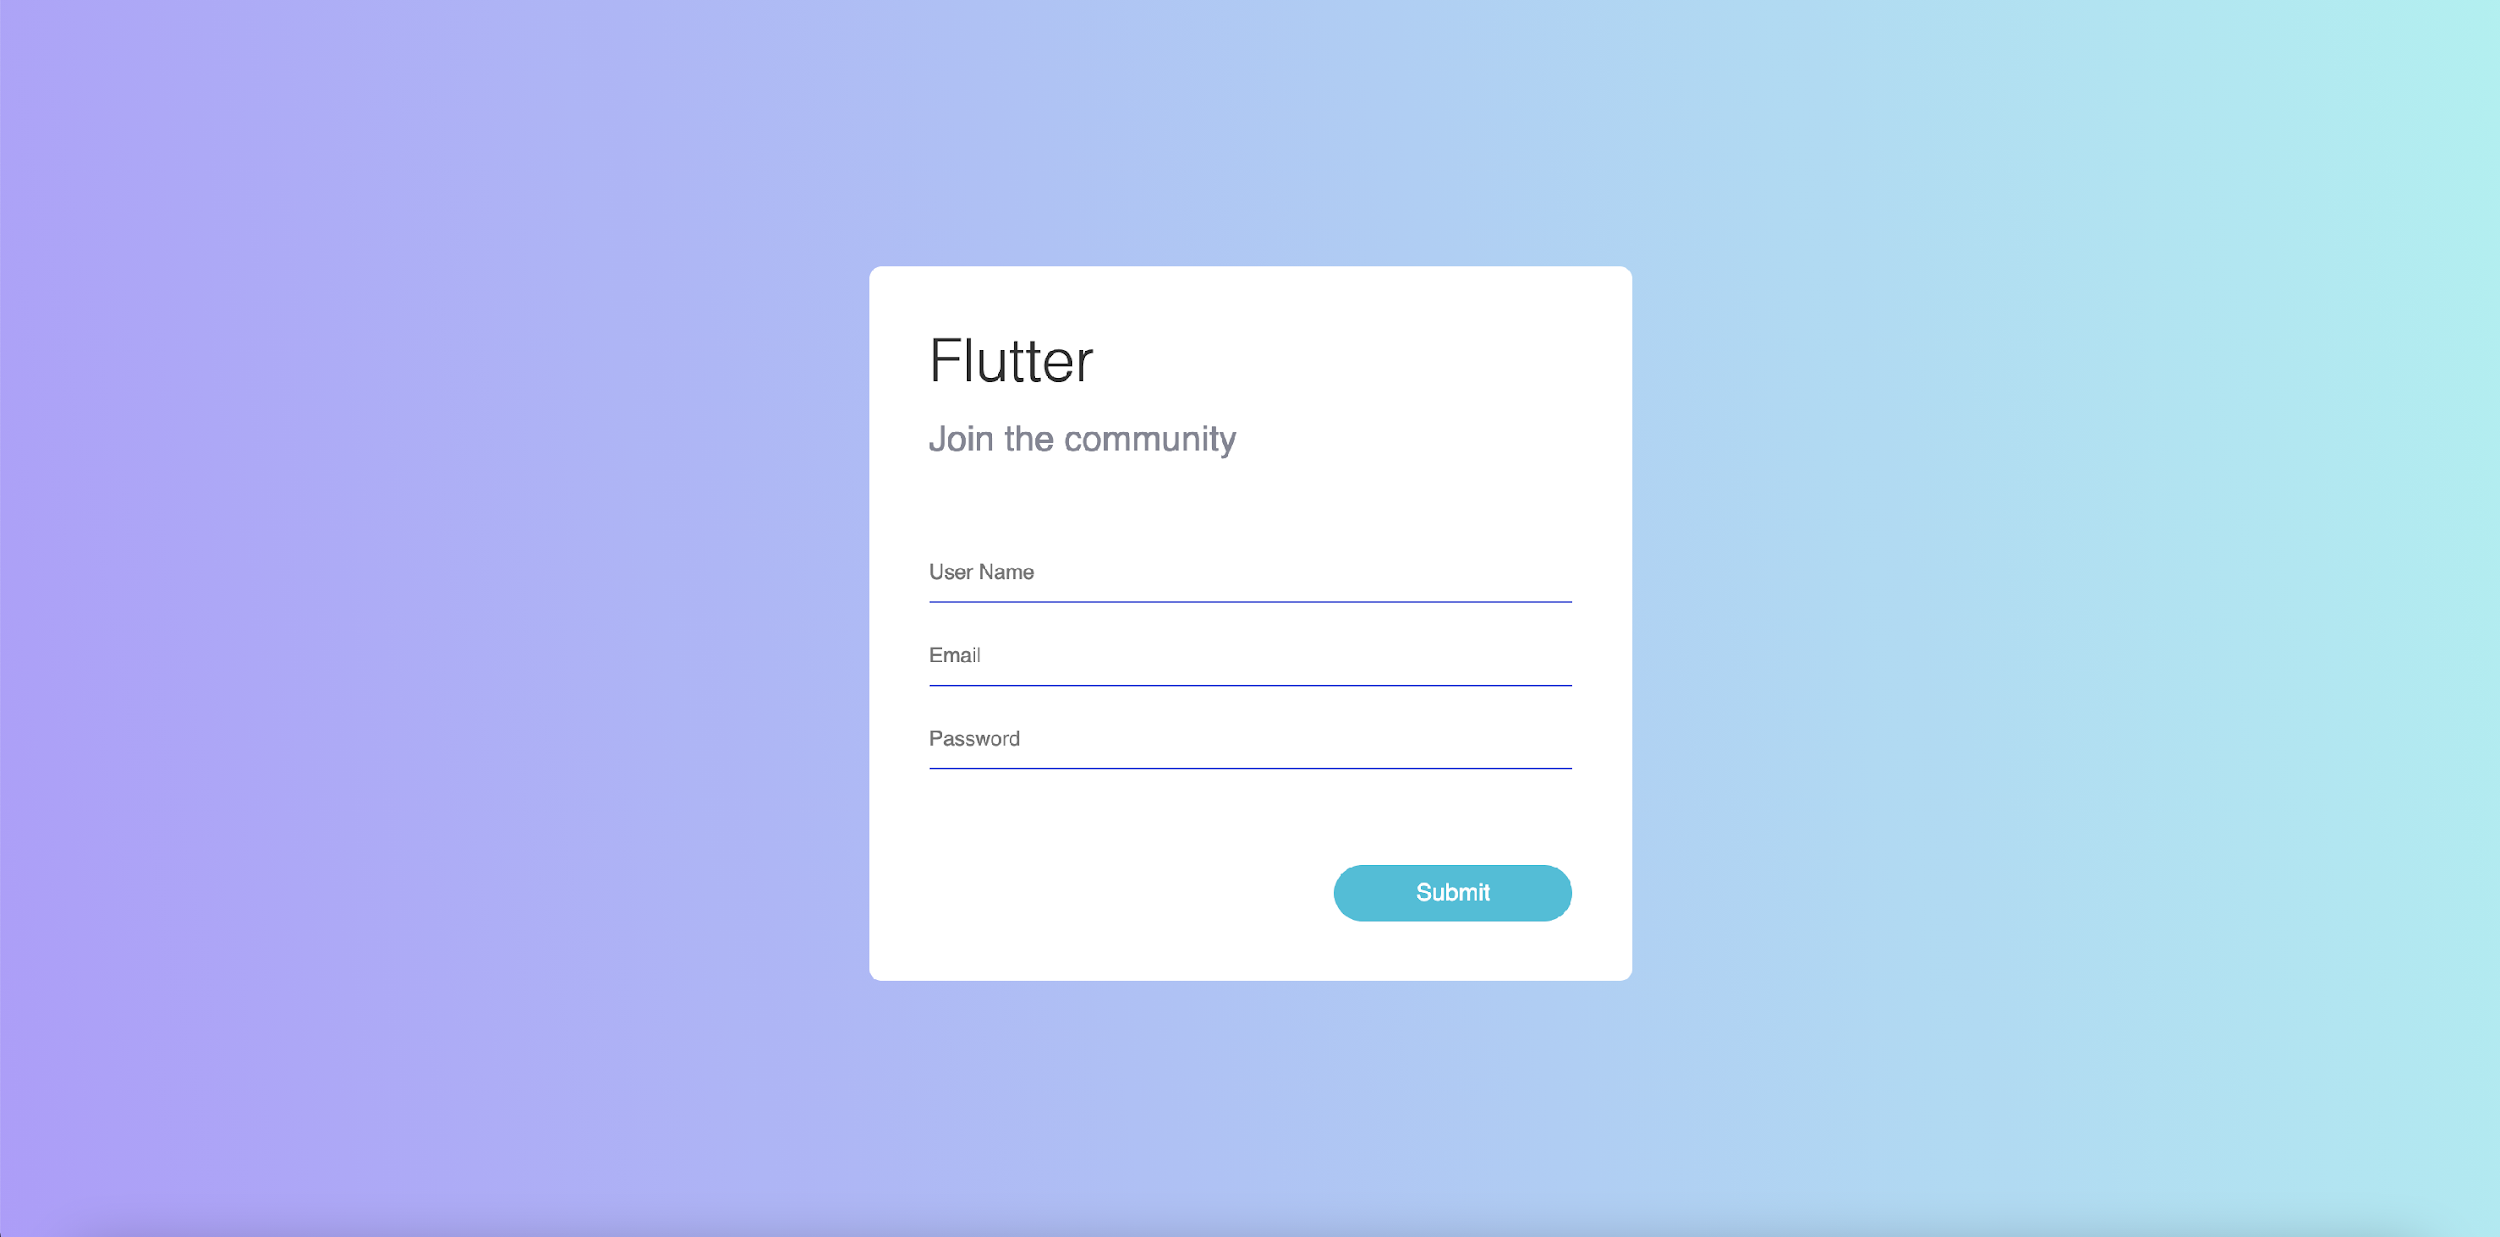 Flutter
Join the community
User Name
Email
Password
Submit